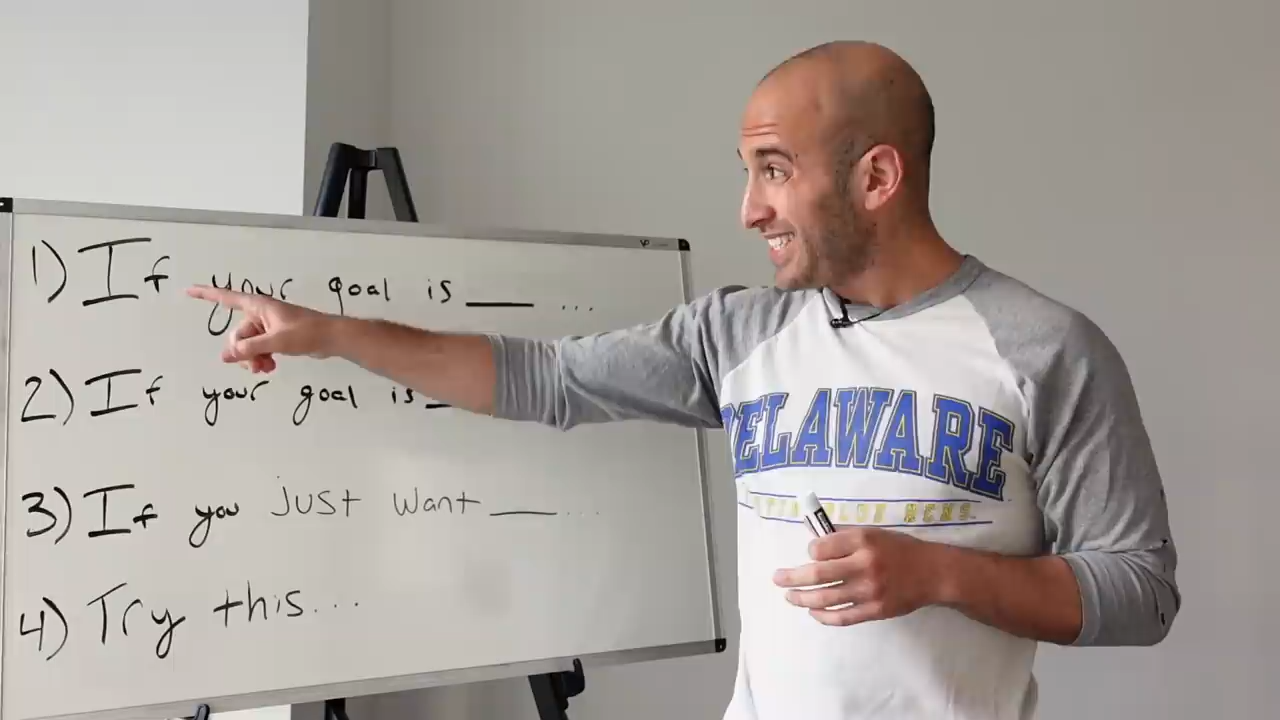 1) If your goal is ___ ...
2) If your goal is _
3) If you just want ___ ...
4) Try this...
DELAWARE